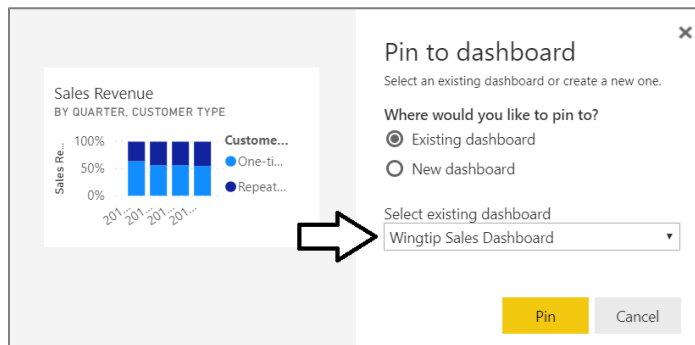 Sales Revenue
BY QUARTER, CUSTOMER TYPE
Sales Re...
100%
50%
0%
201...
201...
201...
201...
Custome...
One-ti...
Repeat...
Pin to dashboard
Select an existing dashboard or create a new one.
Where would you like to pin to?
Existing dashboard
New dashboard
Select existing dashboard
Wingtip Sales Dashboard
Pin
Cancel